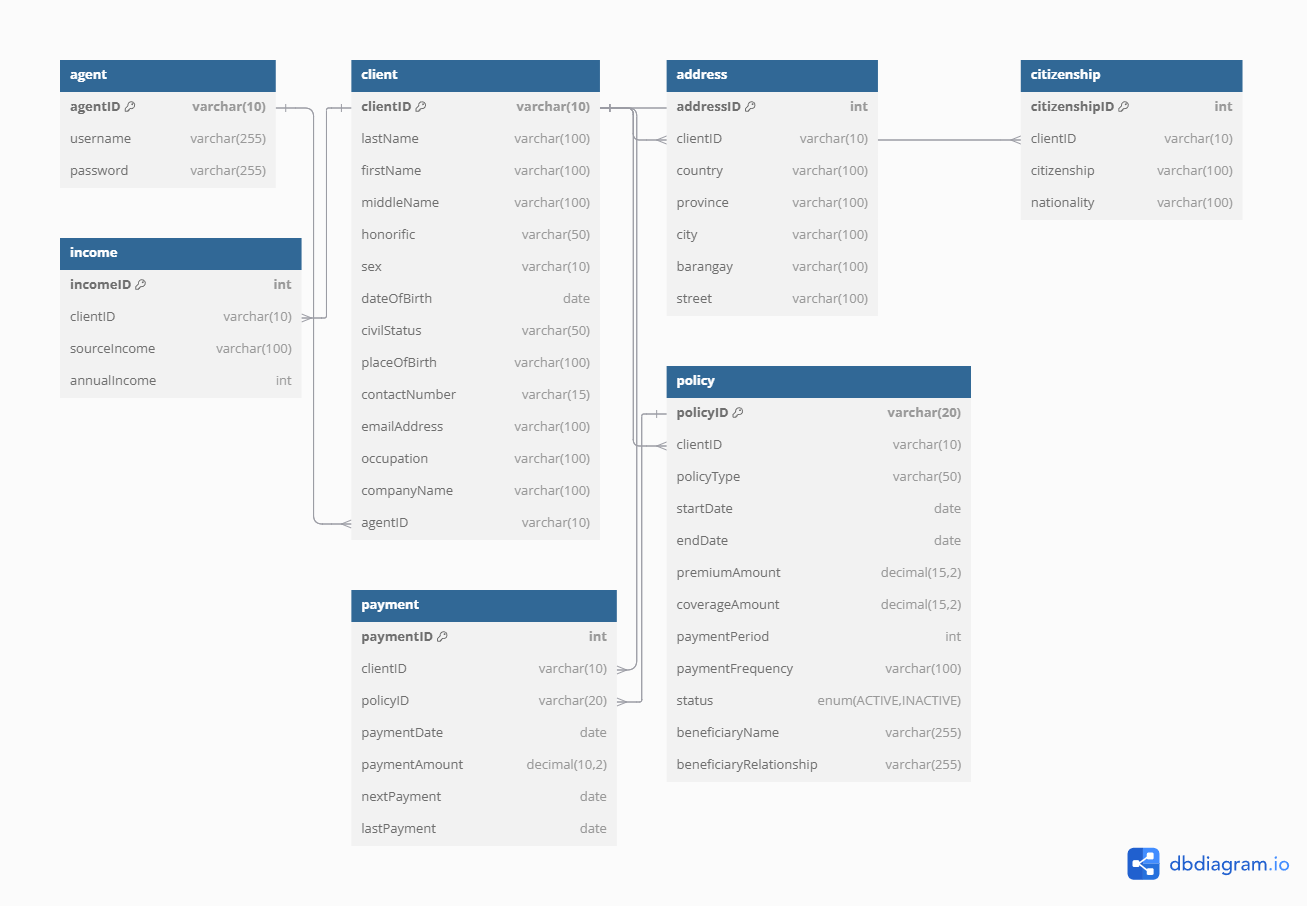 agent
agentID varchar(10)
username varchar(255)
password varchar(255)
income
incomeID int
clientID varchar(10)
sourceIncome varchar(100)
annualIncome int
client
clientID varchar(10)
lastName varchar(100)
firstName varchar(100)
middleName varchar(100)
honorific varchar(50)
sex varchar(10)
dateOfBirth date
civilStatus varchar(50)
placeOfBirth varchar(100)
contactNumber varchar(15)
emailAddress varchar(100)
occupation varchar(100)
companyName varchar(100)
agentID varchar(10)
payment
paymentID int
clientID varchar(10)
policyID varchar(20)
paymentDate date
paymentAmount decimal(10,2)
nextPayment date
lastPayment date
address
addressID int
clientID varchar(10)
country varchar(100)
province varchar(100)
city varchar(100)
barangay varchar(100)
street varchar(100)
policy
policyID varchar(20)
clientID varchar(10)
policyType varchar(50)
startDate date
endDate date
premiumAmount decimal(15,2)
coverageAmount decimal(15,2)
paymentPeriod int
paymentFrequency varchar(100)
status enum(ACTIVE,INACTIVE)
beneficiaryName varchar(255)
beneficiaryRelationship varchar(255)
citizenship
citizenshipID int
clientID varchar(10)
citizenship varchar(100)
nationality varchar(100)
dbdiagram.io